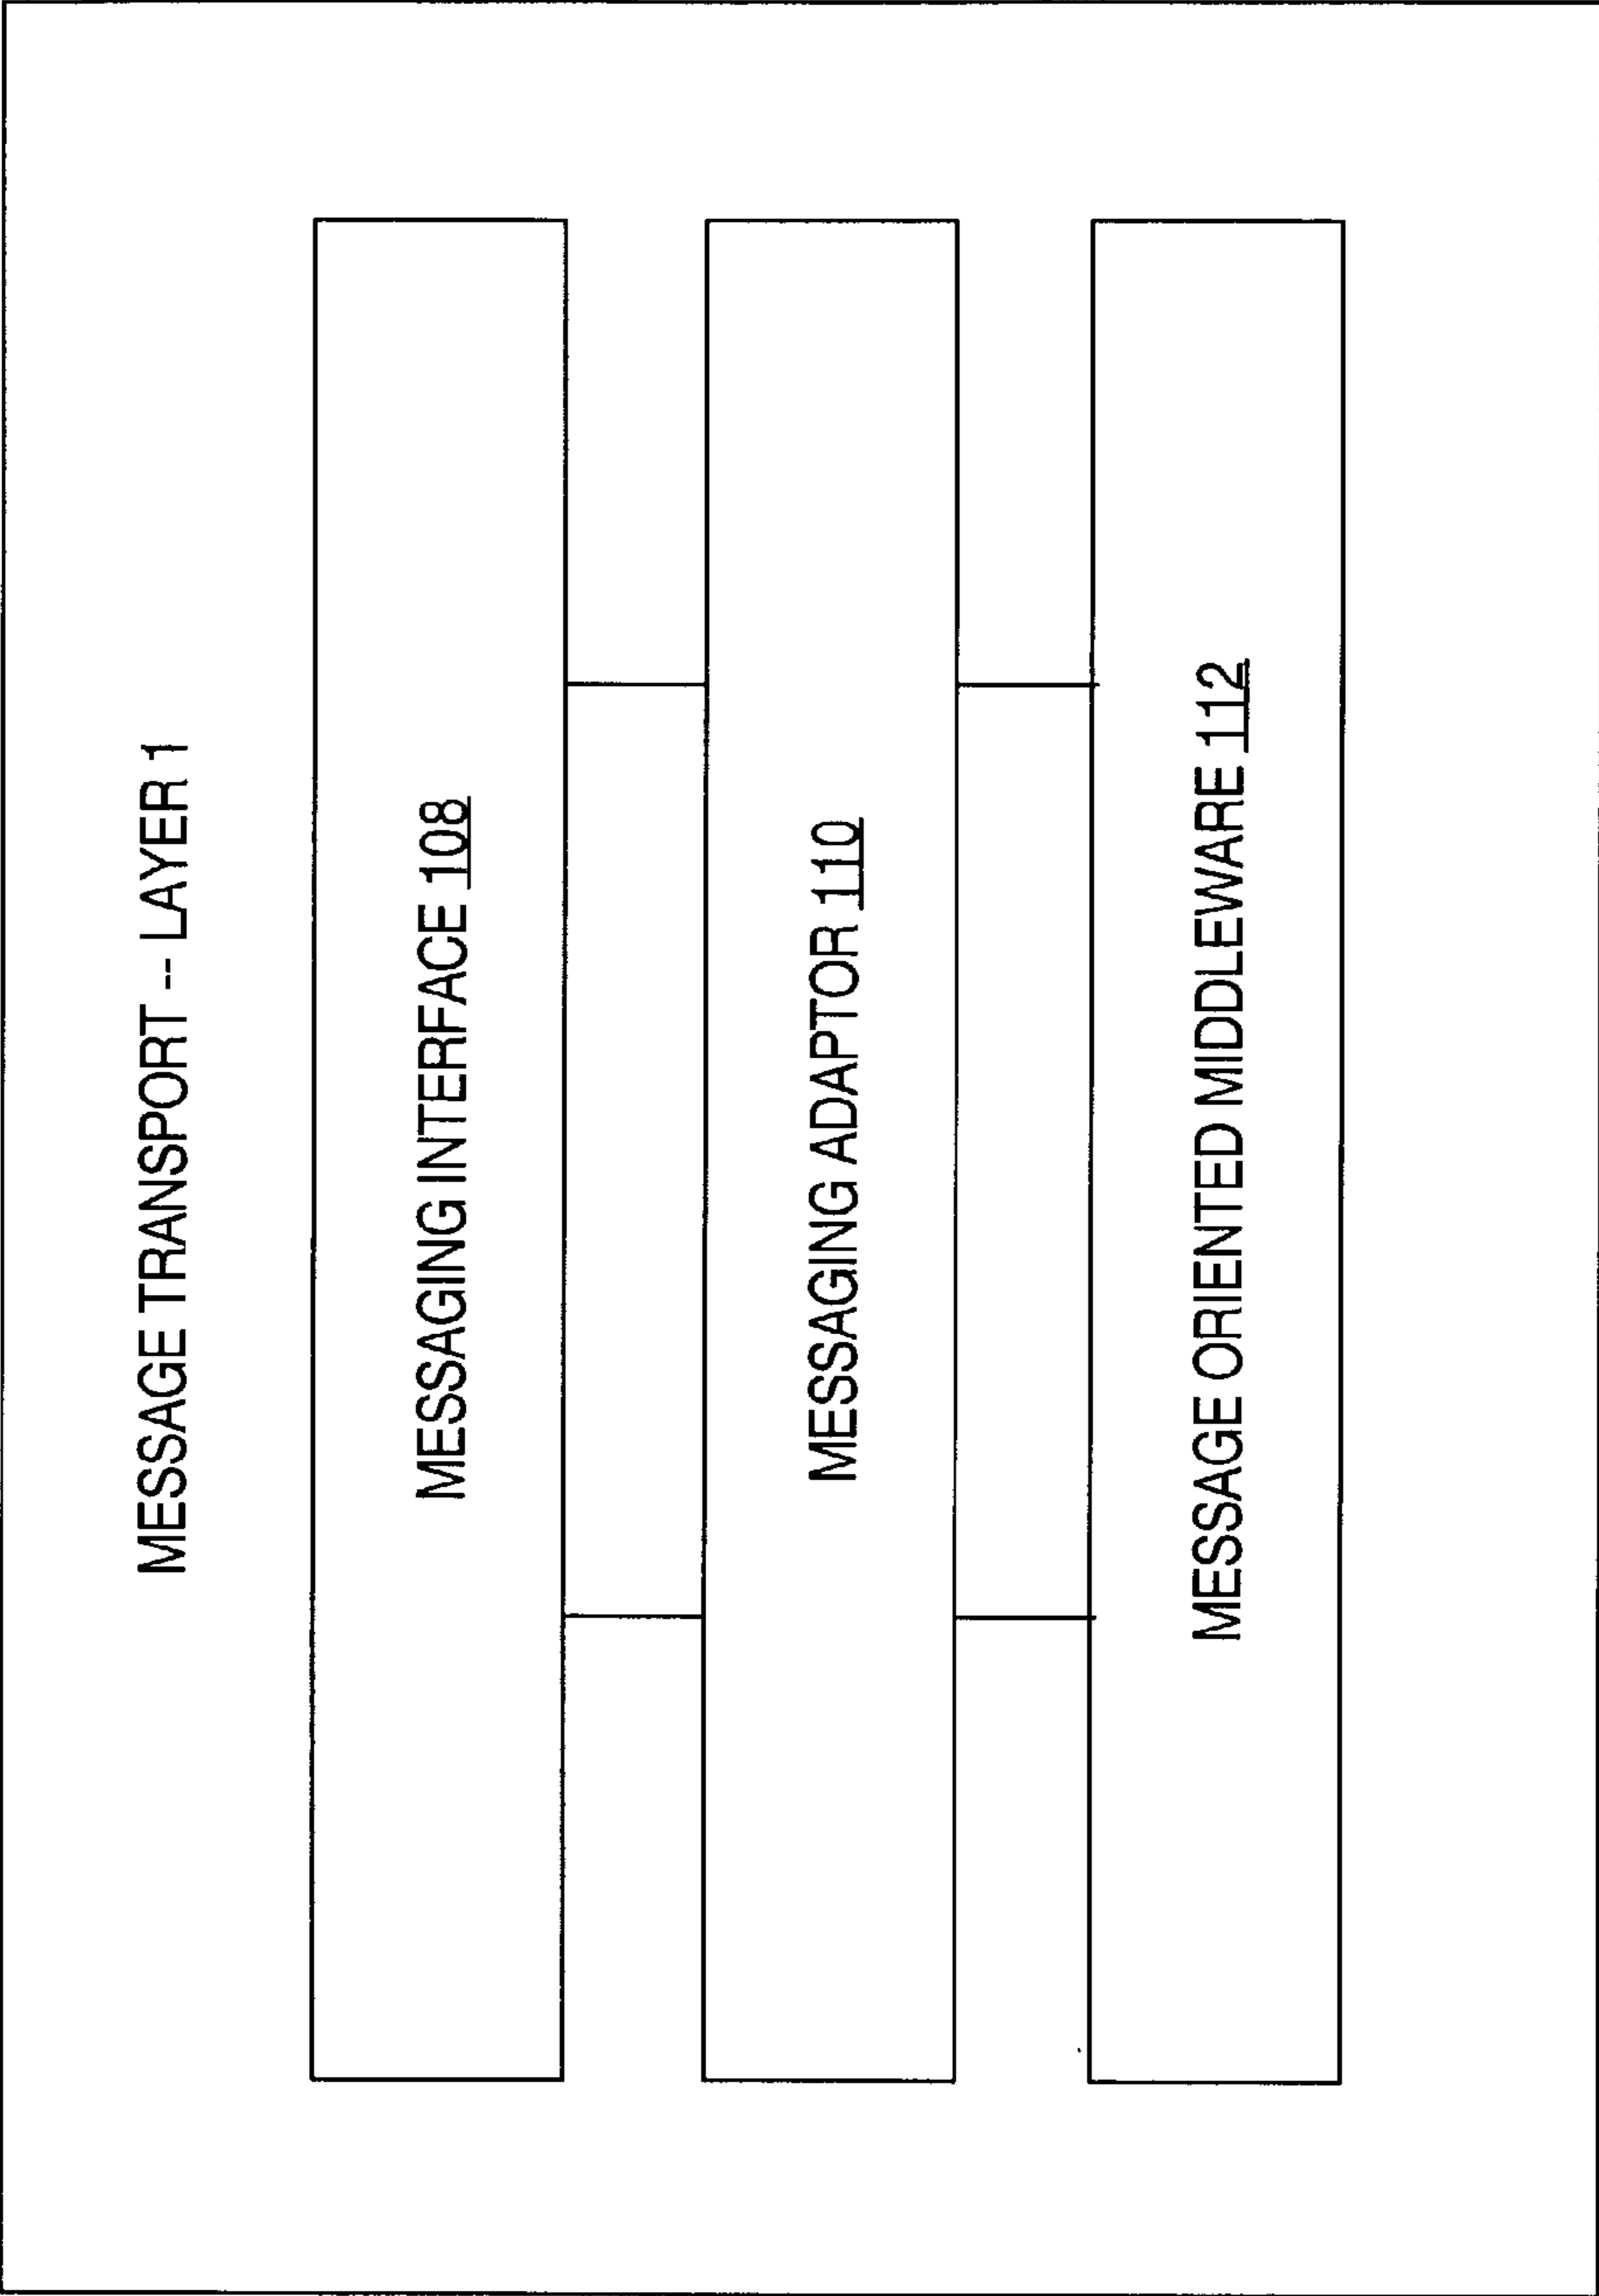 MESSAGE TRANSPORT -- LAYER 1
MESSAGING INTERFACE 108
MESSAGING ADAPTOR 110
MESSAGE ORIENTED MIDDLEWARE 112